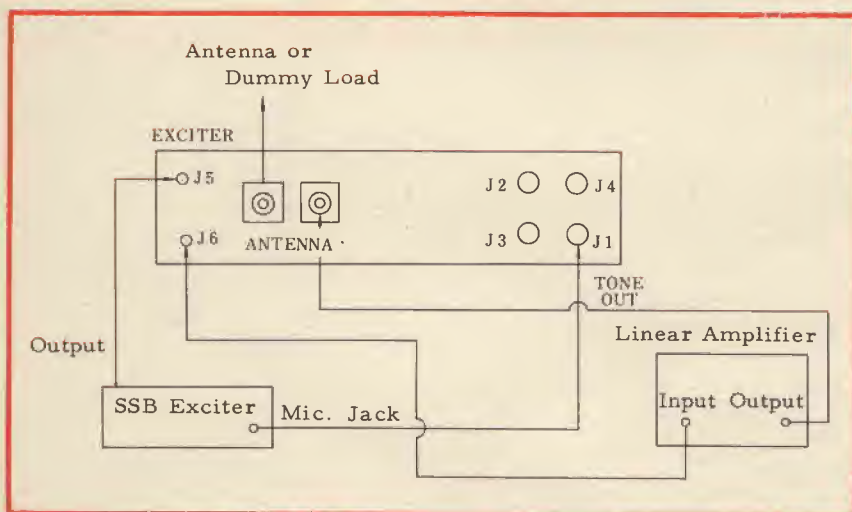 Antenna or
Dummy Load
EXCITER
J5
J2
J4
J6
ANTENNA
J3
J1
TONE
OUT
Output
Linear Amplifier
SSB Exciter
Mic. Jack
Input Output